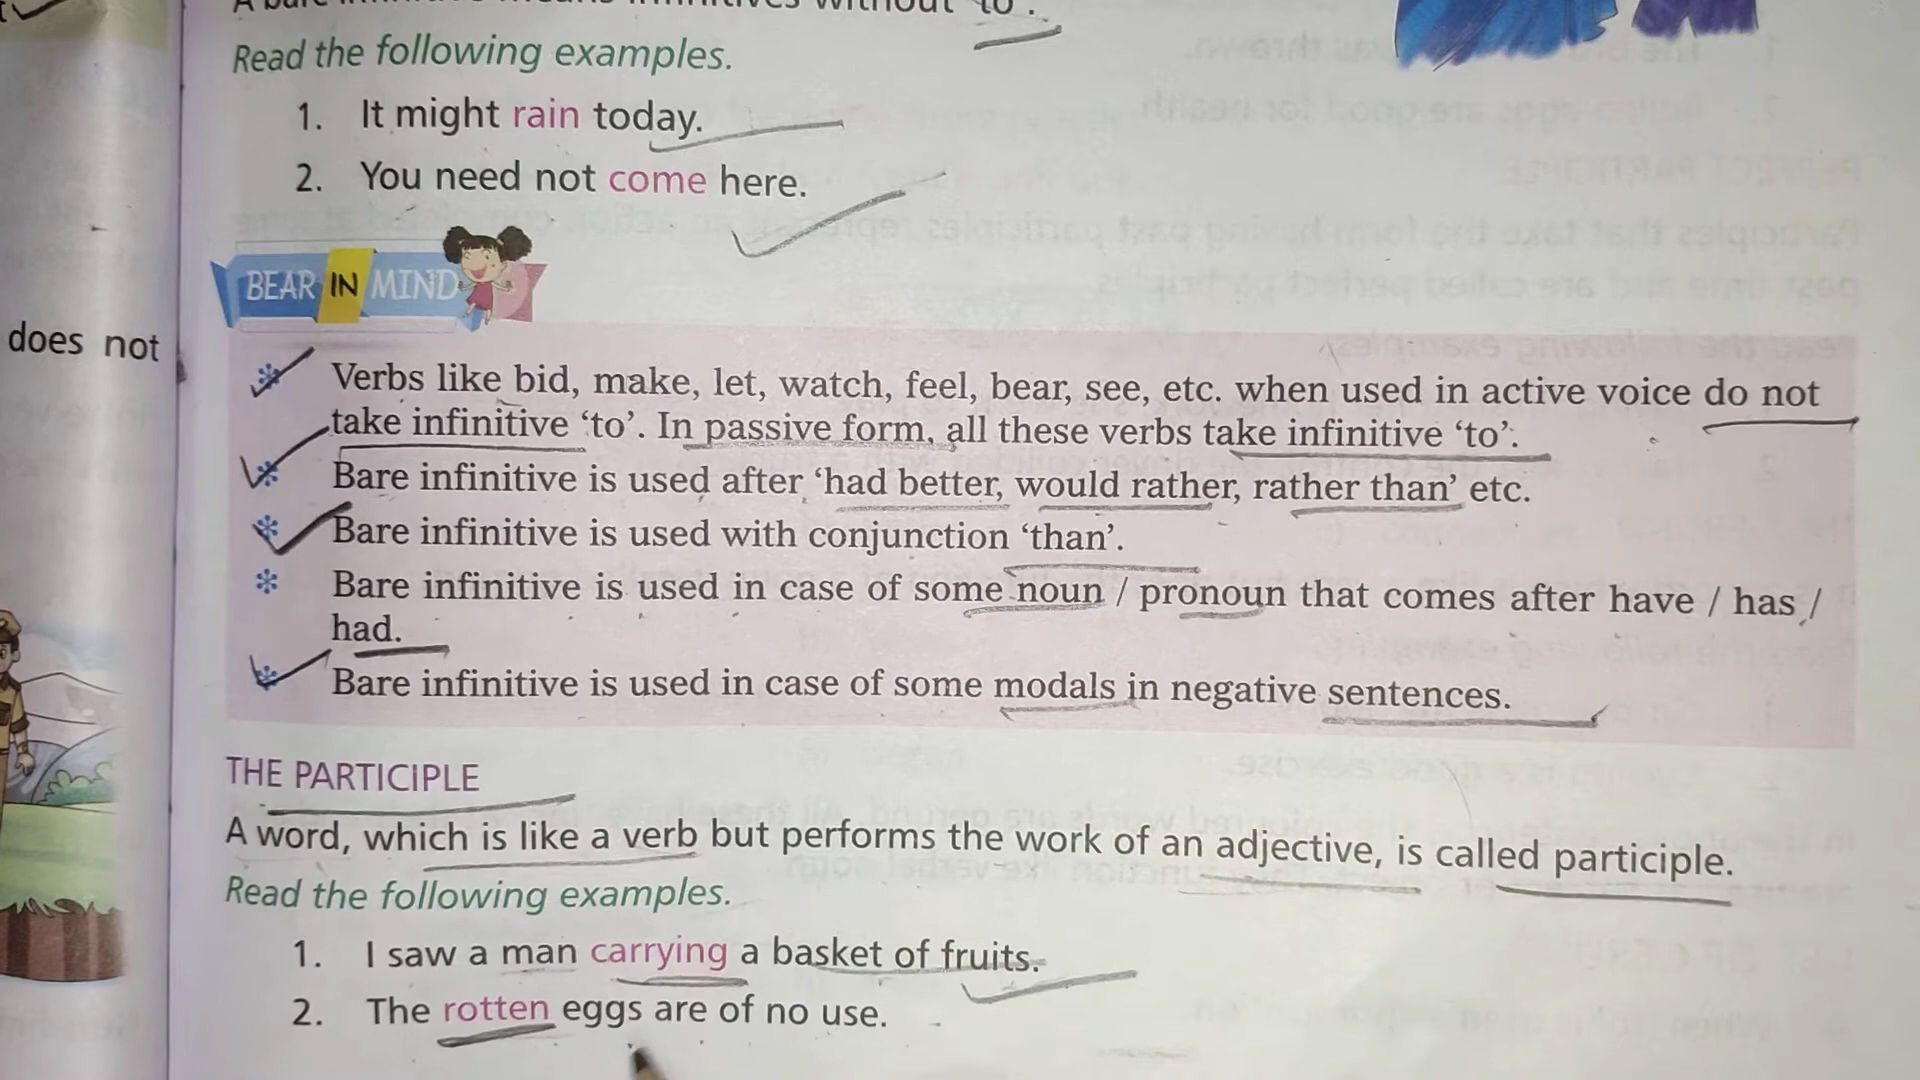 A bare infinitive means infinitives without 'to'.
Read the following examples.
1. It might rain today.
2. You need not come here.
BEAR IN MIND
does not
* Verbs like bid, make, let, watch, feel, bear, see, etc. when used in active voice do not
take infinitive 'to'. In passive form, all these verbs take infinitive 'to'.
* Bare infinitive is used after 'had better, would rather, rather than' etc.
* Bare infinitive is used with conjunction 'than'.
* Bare infinitive is used in case of some noun / pronoun that comes after have / has /
had.
* Bare infinitive is used in case of some modals in negative sentences.
THE PARTICIPLE
A word, which is like a verb but performs the work of an adjective, is called participle.
Read the following examples.
1. I saw a man carrying a basket of fruits.
2. The rotten eggs are of no use.